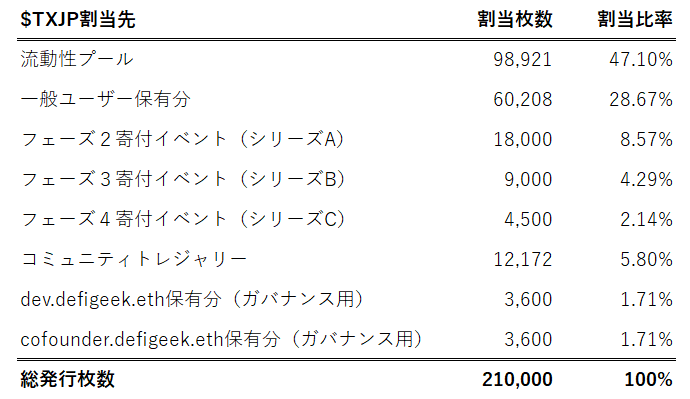 $TXJP割当先 割当枚数 割当比率
流動性プール 98,921 47.10%
一般ユーザー保有分 60,208 28.67%
フェーズ２寄付イベント（シリーズA） 18,000 8.57%
フェーズ３寄付イベント（シリーズB） 9,000 4.29%
フェーズ４寄付イベント（シリーズC） 4,500 2.14%
コミュニティトレジャリー 12,172 5.80%
dev.defigeek.eth保有分（ガバナンス用） 3,600 1.71%
cofounder.defigeek.eth保有分（ガバナンス用） 3,600 1.71%
総発行枚数 210,000 100%